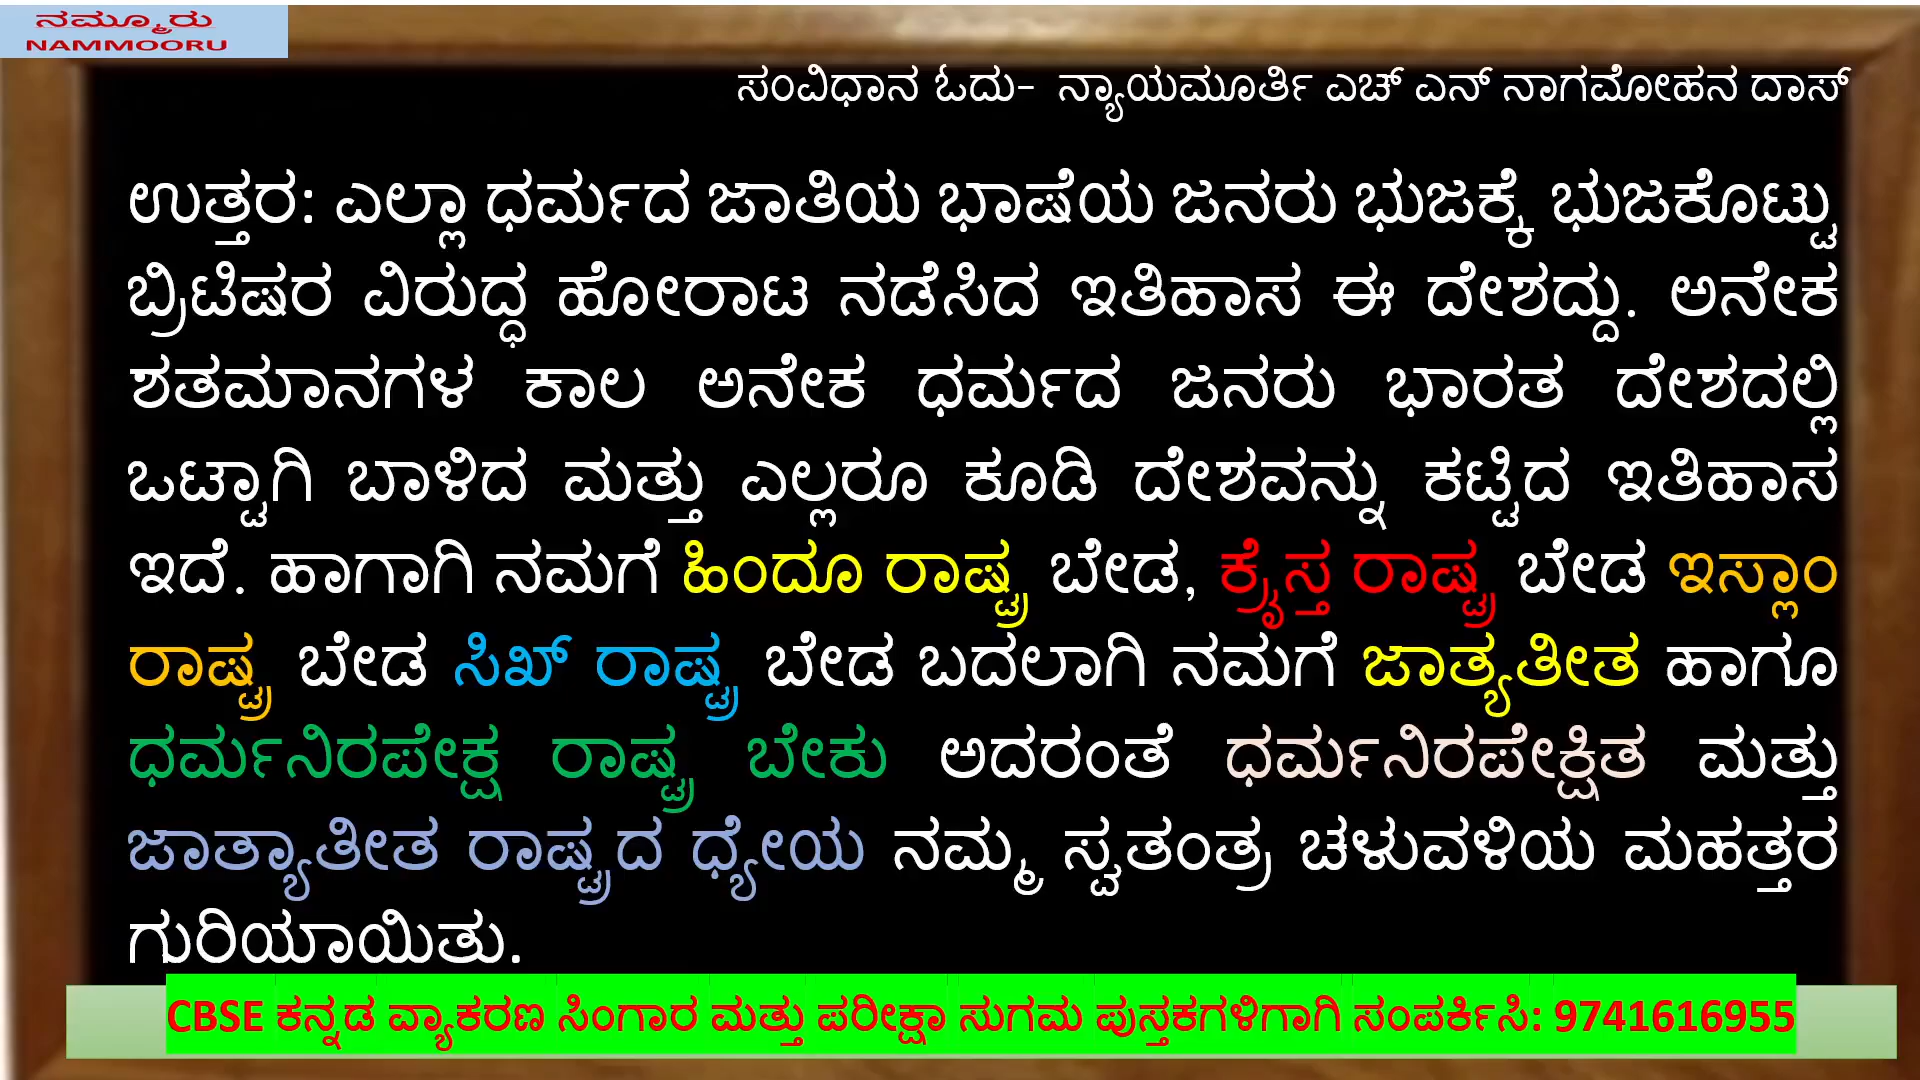 ನಮ್ಮೂರು
NAMMOORU
ಸಂವಿಧಾನ ಓದು- ನ್ಯಾಯಮೂರ್ತಿ ಎಚ್ ಎನ್ ನಾಗಮೋಹನ ದಾಸ್
ಉತ್ತರ: ಎಲ್ಲಾ ಧರ್ಮದ ಜಾತಿಯ ಭಾಷೆಯ ಜನರು ಭುಜಕ್ಕೆ ಭುಜಕೊಟ್ಟು
ಬ್ರಿಟಿಷರ ವಿರುದ್ಧ ಹೋರಾಟ ನಡೆಸಿದ ಇತಿಹಾಸ ಈ ದೇಶದ್ದು. ಅನೇಕ
ಶತಮಾನಗಳ ಕಾಲ ಅನೇಕ ಧರ್ಮದ ಜನರು ಭಾರತ ದೇಶದಲ್ಲಿ
ಒಟ್ಟಾಗಿ ಬಾಳಿದ ಮತ್ತು ಎಲ್ಲರೂ ಕೂಡಿ ದೇಶವನ್ನು ಕಟ್ಟಿದ ಇತಿಹಾಸ
ಇದೆ. ಹಾಗಾಗಿ ನಮಗೆ ಹಿಂದೂ ರಾಷ್ಟ್ರ ಬೇಡ, ಕ್ರೈಸ್ತ ರಾಷ್ಟ್ರ ಬೇಡ ಇಸ್ಲಾಂ
ರಾಷ್ಟ್ರ ಬೇಡ ಸಿಖ್ ರಾಷ್ಟ್ರ ಬೇಡ ಬದಲಾಗಿ ನಮಗೆ ಜಾತ್ಯತೀತ ಹಾಗೂ
ಧರ್ಮನಿರಪೇಕ್ಷ ರಾಷ್ಟ್ರ ಬೇಕು ಅದರಂತೆ ಧರ್ಮನಿರಪೇಕ್ಷಿತ ಮತ್ತು
ಜಾತ್ಯಾತೀತ ರಾಷ್ಟ್ರದ ಧ್ಯೇಯ ನಮ್ಮ ಸ್ವತಂತ್ರ ಚಳುವಳಿಯ ಮಹತ್ತರ
ಗುರಿಯಾಯಿತು.
CBSE ಕನ್ನಡ ವ್ಯಾಕರಣ ಸಿಂಗಾರ ಮತ್ತು ಪರೀಕ್ಷಾ ಸುಗಮ ಪುಸ್ತಕಗಳಿಗಾಗಿ ಸಂಪರ್ಕಿಸಿ: 9741616955